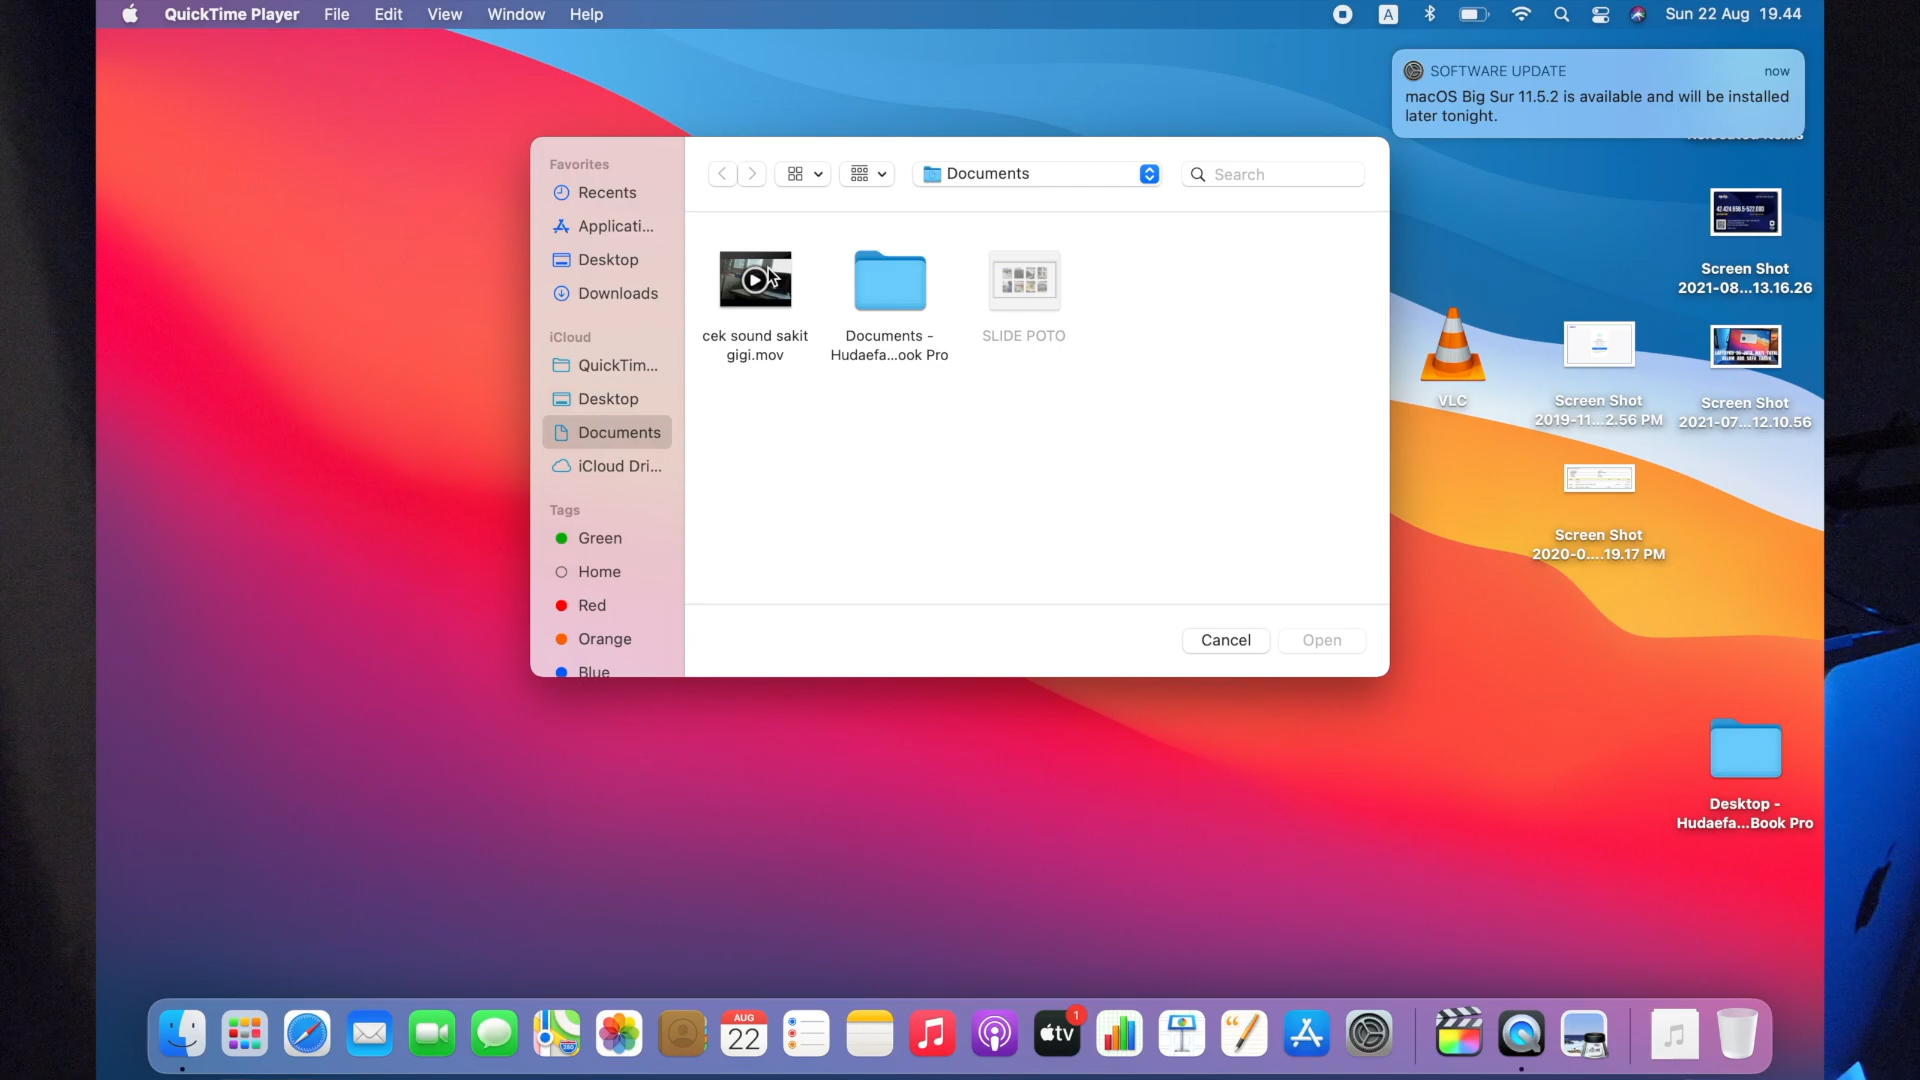 QuickTime Player File Edit View Window Help
A
Sun 22 Aug 19.44
SOFTWARE UPDATE now
macOS Big Sur 11.5.2 is available and will be installed
later tonight.
Favorites
Recents
Applicati...
Desktop
Downloads
iCloud
QuickTim...
Desktop
Documents
iCloud Dri...
Tags
Green
Home
Red
Orange
Blue
Documents
Search
cek sound sakit
gigi.mov
Documents -
Hudaefa...ook Pro
SLIDE POTO
Cancel
Open
Screen Shot
2021-08...13.16.26
VLC
Screen Shot
2019-11...2.56 PM
Screen Shot
2021-07...12.10.56
Screen Shot
2020-0....19.17 PM
Desktop -
Hudaefa...Book Pro
AUG
22
tv
1
280